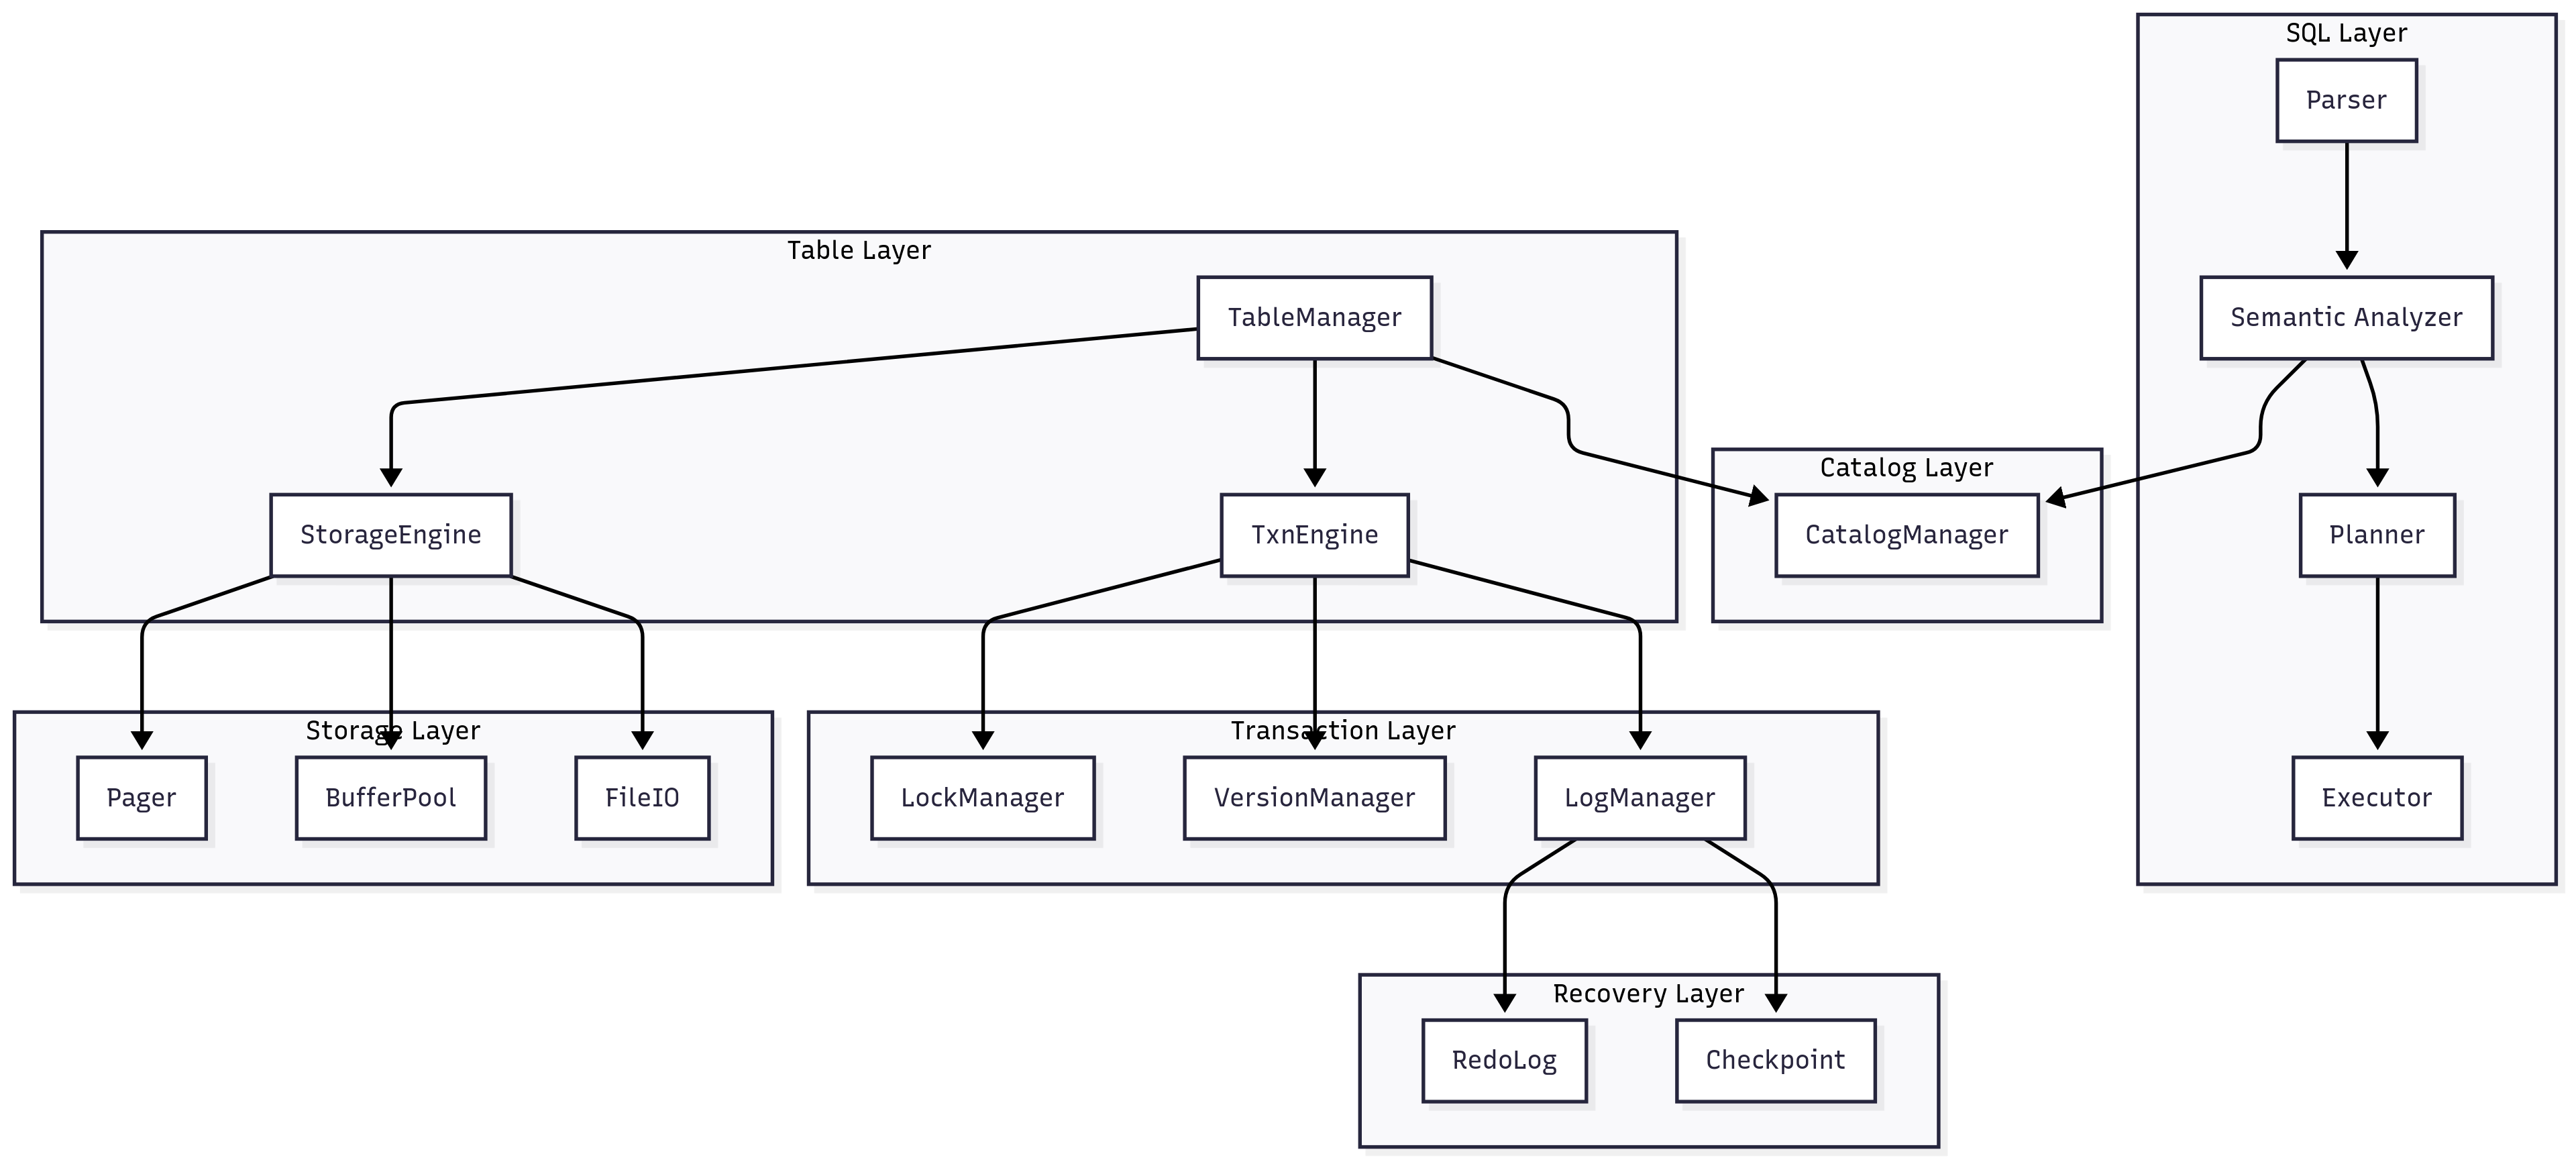 SQL Layer
Parser
Table Layer
TableManager
Semantic Analyzer
Catalog Layer
StorageEngine
TxnEngine
CatalogManager
Planner
Storage Layer
Transaction Layer
Pager
BufferPool
FileIO
LockManager
VersionManager
LogManager
Executor
Recovery Layer
RedoLog
Checkpoint